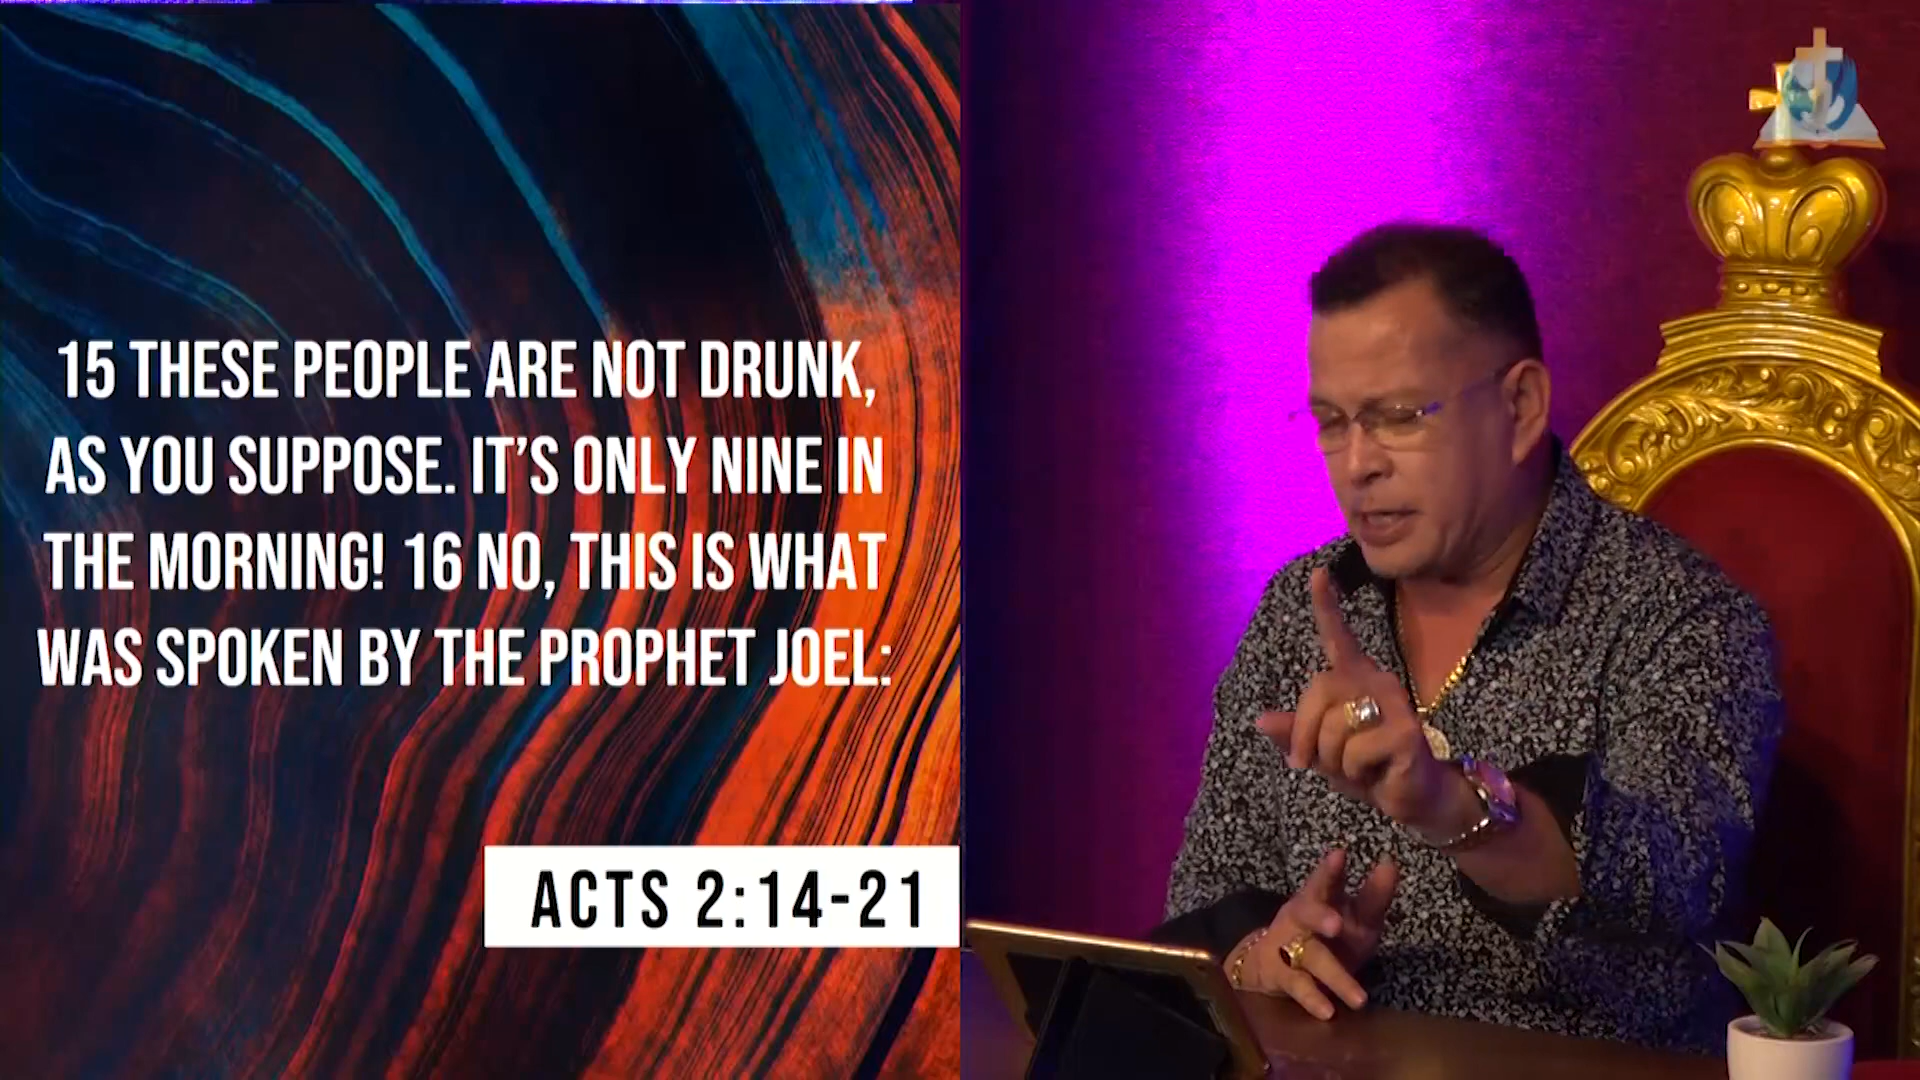 15 THESE PEOPLE ARE NOT DRUNK,
AS YOU SUPPOSE. IT’S ONLY NINE IN
THE MORNING! 16 NO, THIS IS WHAT
WAS SPOKEN BY THE PROPHET JOEL:
ACTS 2:14-21